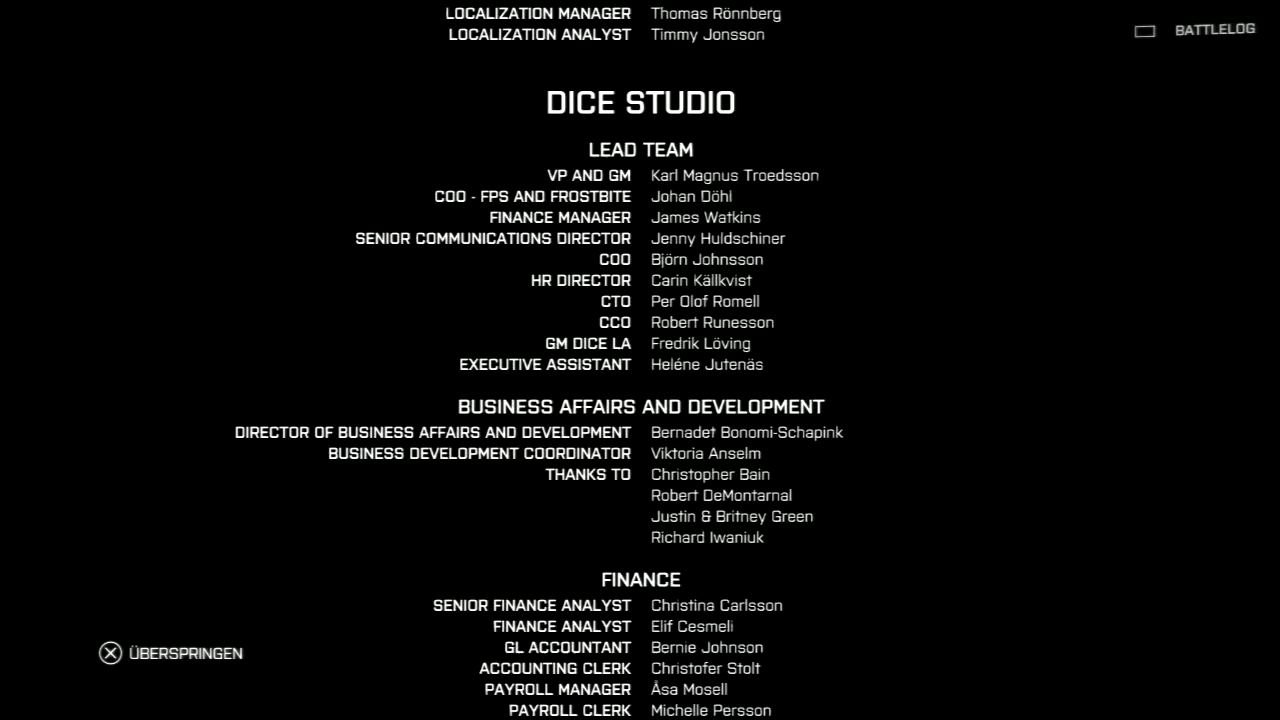 LOCALIZATION MANAGER Thomas Rönnberg
LOCALIZATION ANALYST Timmy Jonsson
BATTLELOG
DICE STUDIO
LEAD TEAM
VP AND GM Karl Magnus Troedsson
COO - FPS AND FROSTBITE Johan Döhl
FINANCE MANAGER James Watkins
SENIOR COMMUNICATIONS DIRECTOR Jenny Huldschiner
COO Björn Johnsson
HR DIRECTOR Carin Källkvist
CTO Per Olof Romell
CCO Robert Runesson
GM DICE LA Fredrik Löving
EXECUTIVE ASSISTANT Heléne Jutenäs
BUSINESS AFFAIRS AND DEVELOPMENT
DIRECTOR OF BUSINESS AFFAIRS AND DEVELOPMENT Bernadet Bonomi-Schapink
BUSINESS DEVELOPMENT COORDINATOR Viktoria Anselm
THANKS TO Christopher Bain
Robert DeMontarnal
Justin & Britney Green
Richard Iwaniuk
FINANCE
SENIOR FINANCE ANALYST Christina Carlsson
FINANCE ANALYST Elif Cesmeli
GL ACCOUNTANT Bernie Johnson
ÜBERSPRINGEN
ACCOUNTING CLERK Christofer Stolt
PAYROLL MANAGER Åsa Mosell
PAYROLL CLERK Michelle Persson